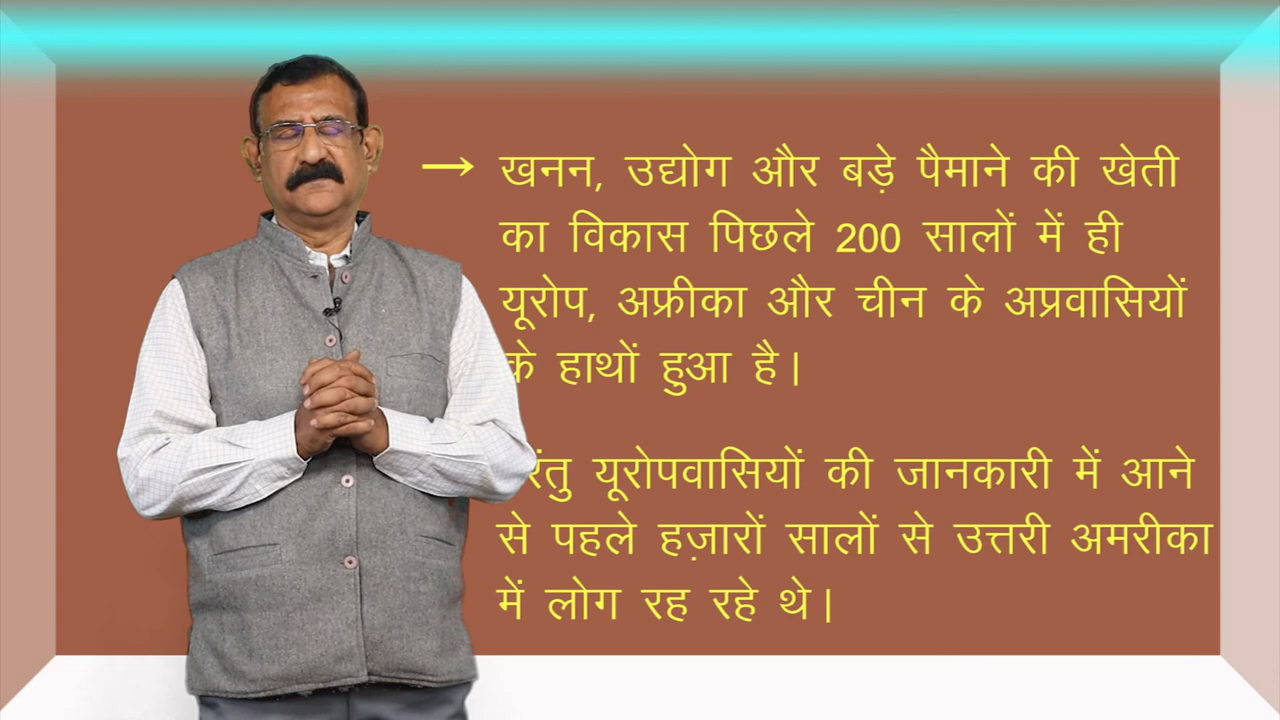 → खनन, उद्योग और बड़े पैमाने की खेती
का विकास पिछले 200 सालों में ही
यूरोप, अफ्रीका और चीन के अप्रवासियों
के हाथों हुआ है।
यूरोपवासियों की जानकारी में आने
से पहले हज़ारों सालों से उत्तरी अमरीका
में लोग रह रहे थे।